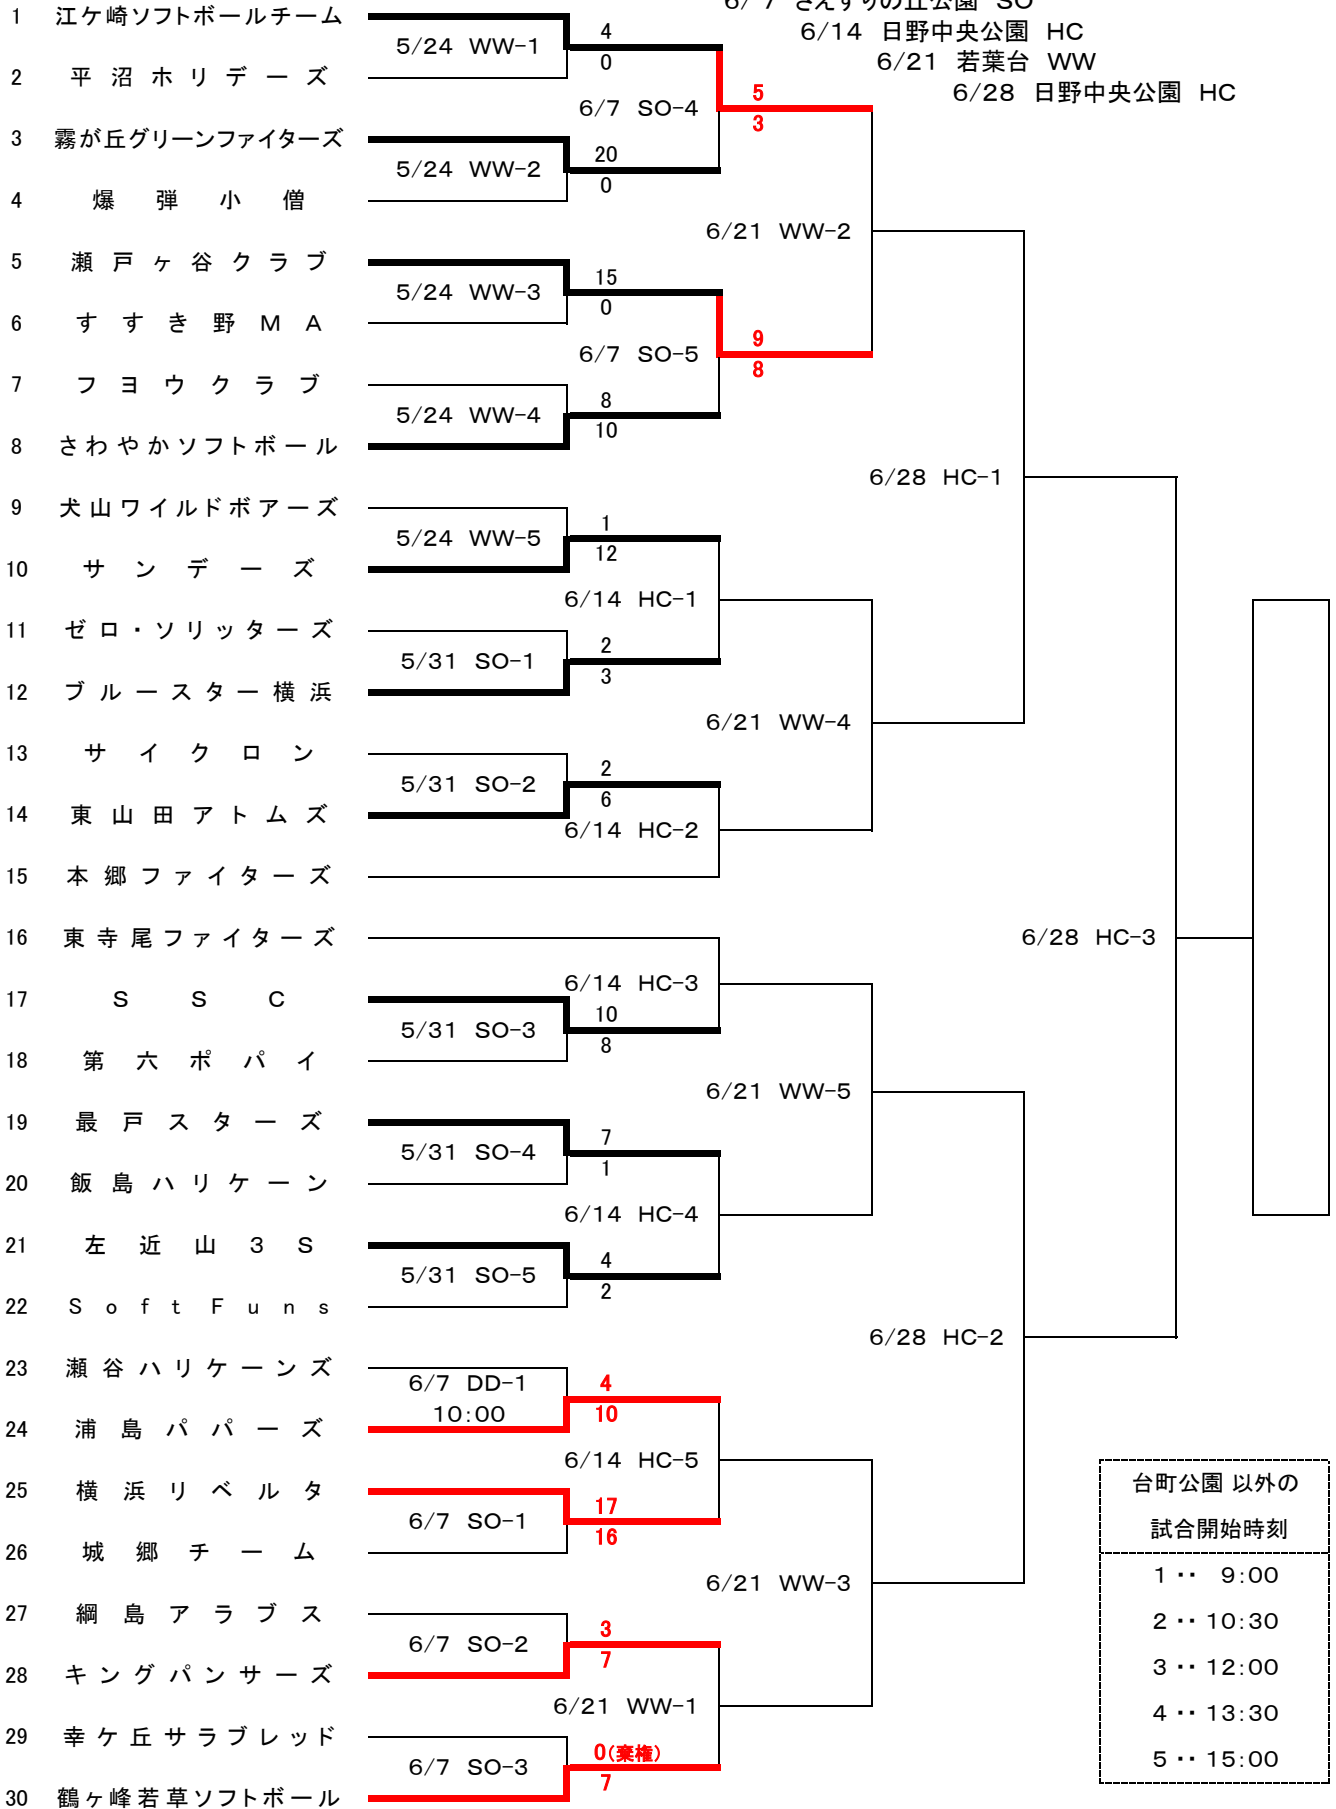 6/7 さえずりの丘公園 SO
6/14 日野中央公園 HC
6/21 若葉台 WW
6/28 日野中央公園 HC
1 江ケ崎ソフトボールチーム
5/24 WW-1
4
0
2 平沼ホリデーズ
6/7 SO-4
5
3
3 霧が丘グリーンファイターズ
5/24 WW-2
20
0
4 爆弾小僧
6/21 WW-2
5 瀬戸ヶ谷クラブ
5/24 WW-3
15
0
6 すすき野MA
6/7 SO-5
9
8
7 フヨウクラブ
5/24 WW-4
8
10
8 さわやかソフトボール
6/28 HC-1
9 犬山ワイルドボアーズ
5/24 WW-5
1
12
10 サンデーズ
6/14 HC-1
11 ゼロ・ソリッターズ
5/31 SO-1
2
3
12 ブルースター横浜
6/21 WW-4
13 サイクロン
5/31 SO-2
2
6
14 東山田アトムズ
6/14 HC-2
15 本郷ファイターズ
16 東寺尾ファイターズ
6/28 HC-3
6/14 HC-3
17 SSC
5/31 SO-3
10
8
18 第六ポパイ
6/21 WW-5
19 最戸スターズ
5/31 SO-4
7
1
20 飯島ハリケーン
6/14 HC-4
21 左近山3S
5/31 SO-5
4
2
22 Soft Funs
6/28 HC-2
23 瀬谷ハリケーンズ
6/7 DD-1
10:00
4
10
24 浦島パパーズ
6/14 HC-5
25 横浜リベルタ
6/7 SO-1
17
16
26 城郷チーム
6/21 WW-3
27 綱島アラブス
6/7 SO-2
3
7
28 キングパンサーズ
6/21 WW-1
29 幸ケ丘サラブレッド
6/7 SO-3
0(棄権)
7
30 鶴ヶ峰若草ソフトボール
台町公園 以外の
試合開始時刻
1 ・・ 9:00
2 ・・ 10:30
3 ・・ 12:00
4 ・・ 13:30
5 ・・ 15:00